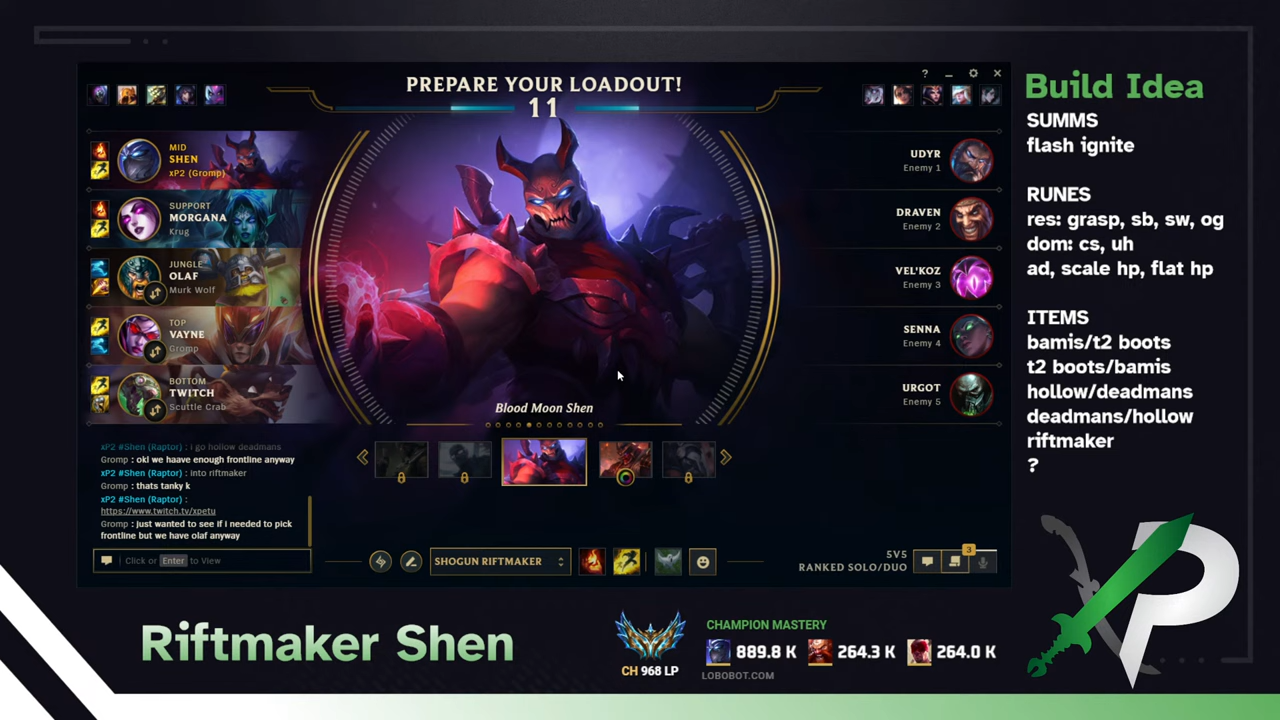 PREPARE YOUR LOADOUT!
11
MID
SHEN
xP2 (Gromp)
SUPPORT
MORGANA
Krug
JUNGLE
OLAF
Murk Wolf
TOP
VAYNE
Gromp
BOTTOM
TWITCH
Scuttle Crab
UDYR
Enemy 1
DRAVEN
Enemy 2
VEL'KOZ
Enemy 3
SENNA
Enemy 4
URGOT
Enemy 5
Blood Moon Shen
xP2 #Shen (Raptor) : i go hollow deadmans
Gromp : okl we haave enough frontline anyway
xP2 #Shen (Raptor) : into riftmaker
Gromp : thats tanky k
xP2 #Shen (Raptor) :
https://www.twitch.tv/xpetu
Gromp : just wanted to see if i needed to pick
frontline but we have olaf anyway
Click or Enter to View
SHOGUN RIFTMAKER
5V5
RANKED SOLO/DUO
3
Build Idea
SUMMS
flash ignite
RUNES
res: grasp, sb, sw, og
dom: cs, uh
ad, scale hp, flat hp
ITEMS
bamis/t2 boots
t2 boots/bamis
hollow/deadmans
deadmans/hollow
riftmaker
?
Riftmaker Shen
CH 968 LP
CHAMPION MASTERY
889.8 K 264.3 K 264.0 K
LOBOBOT.COM
P